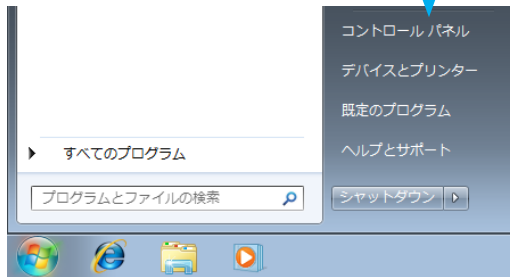 コントロール パネル
デバイスとプリンター
既定のプログラム
すべてのプログラム
ヘルプとサポート
プログラムとファイルの検索
シャットダウン